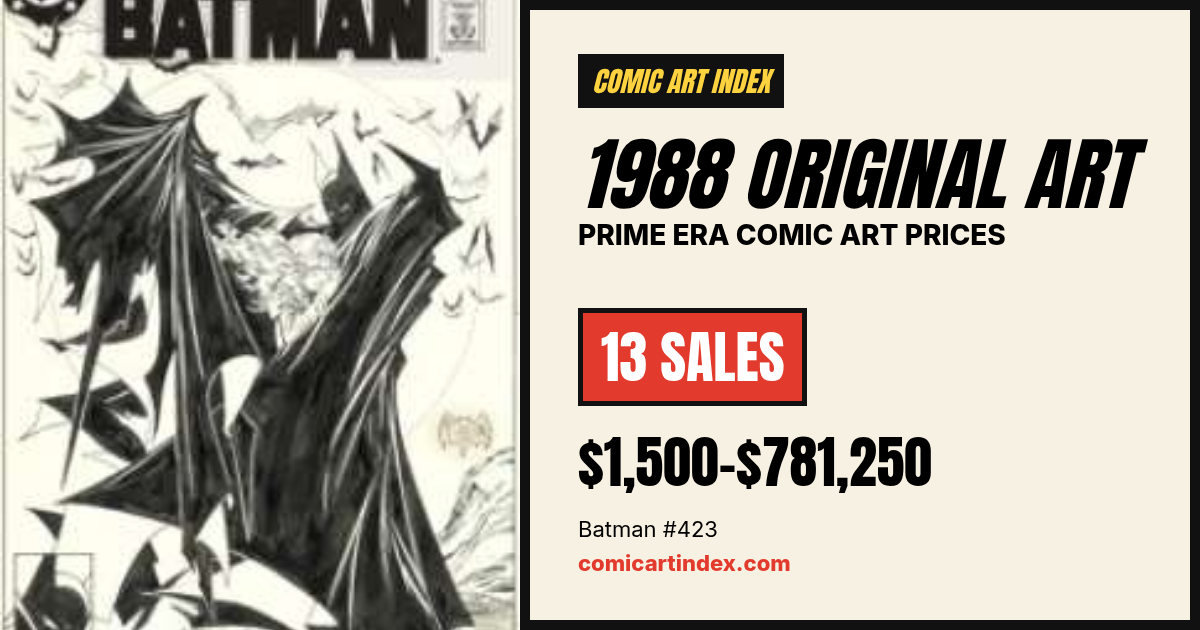 BATMAN
COMIC ART INDEX
1988 ORIGINAL ART
PRIME ERA COMIC ART PRICES
13 SALES
$1,500-$781,250
Batman #423
comicartindex.com